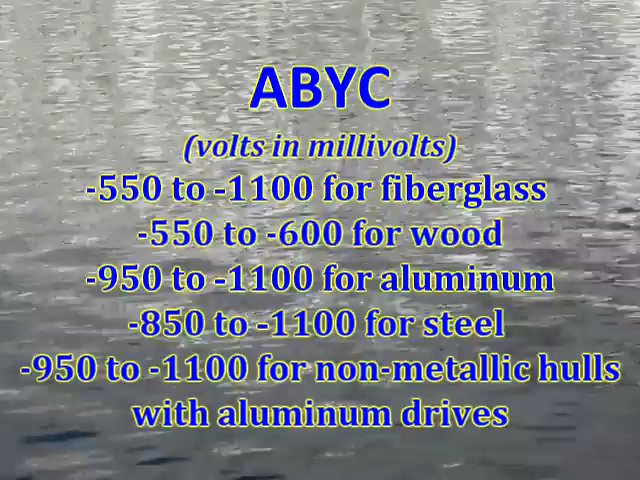 ABYC
(volts in millivolts)
-550 to -1100 for fiberglass
-550 to -600 for wood
-950 to -1100 for aluminum
-850 to -1100 for steel
-950 to -1100 for non-metallic hulls
with aluminum drives